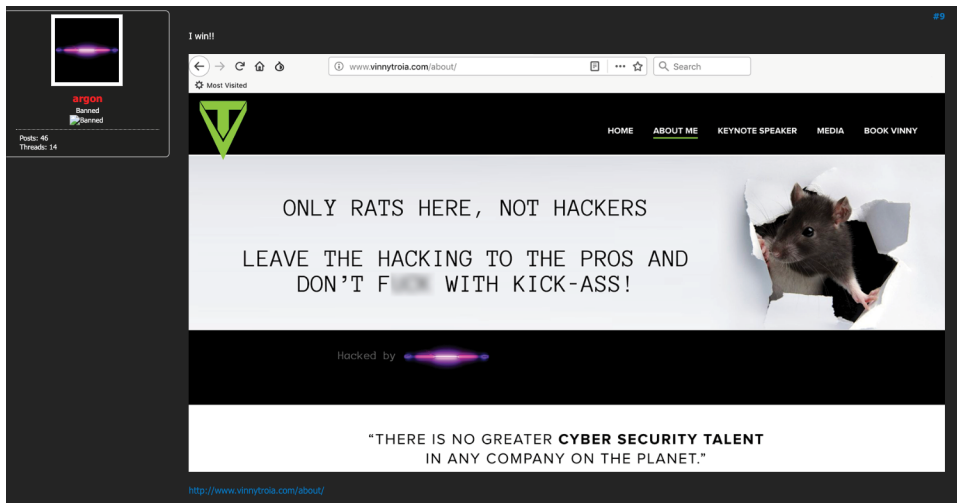 #9
argon
Banned
Banned
Posts: 46
Threads: 14
I win!!
www.vinnytroia.com/about/
Search
Most Visited
HOME ABOUT ME KEYNOTE SPEAKER MEDIA BOOK VINNY
ONLY RATS HERE, NOT HACKERS
LEAVE THE HACKING TO THE PROS AND
DON'T F WITH KICK-ASS!
Hacked by
“THERE IS NO GREATER CYBER SECURITY TALENT
IN ANY COMPANY ON THE PLANET.”
http://www.vinnytroia.com/about/